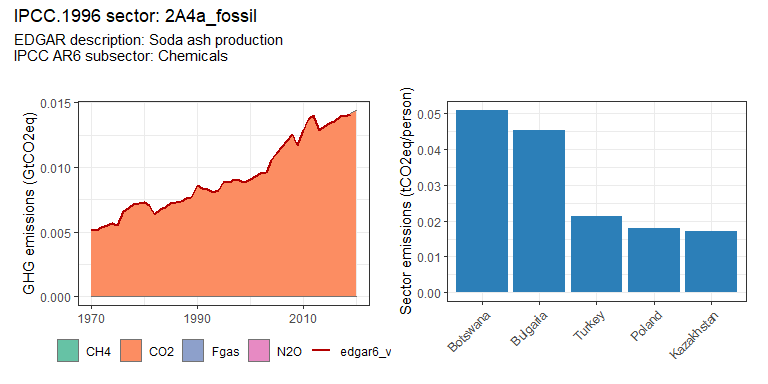 IPCC.1996 sector: 2A4a_fossil
EDGAR description: Soda ash production
IPCC AR6 subsector: Chemicals
GHG emissions (GtCO2eq)
0.015
0.010
0.005
0.000
1970
1990
2010
CH4
CO2
Fgas
N2O
edgar6_v
Sector emissions (tCO2eq/person)
0.05
0.04
0.03
0.02
0.01
0.00
Botswana
Bulgaria
Turkey
Poland
Kazakhstan